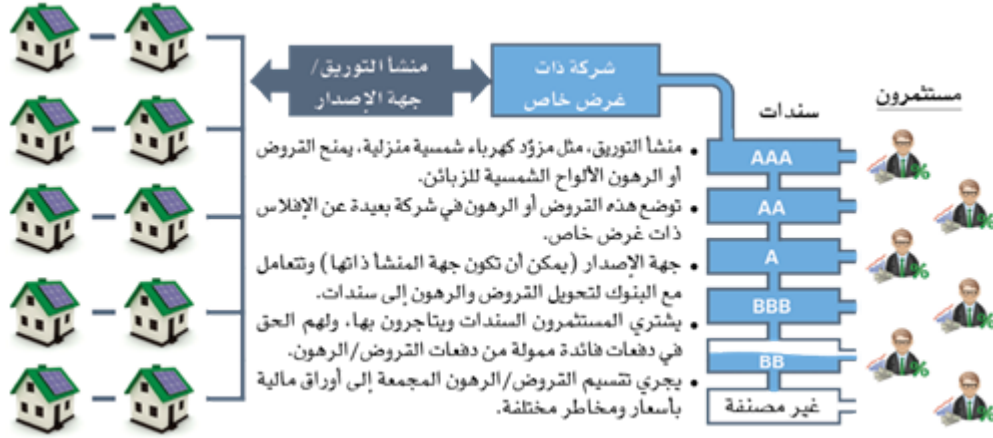 منشأ التوريق/
جهة الإصدار
شركة ذات
غرض خاص
مستثمرون
سندات
AAA
AA
A
BBB
BB
غير مصنفة
• منشأ التوريق، مثل مزوّد كهرباء شمسية منزلية، يمنح القروض
أو الرهون الألواح الشمسية للزبائن.
• توضع هذه القروض أو الرهون في شركة بعيدة عن الإفلاس
ذات غرض خاص.
• جهة الإصدار (يمكن أن تكون جهة المنشأ ذاتها) وتتعامل
مع البنوك لتحويل القروض والرهون إلى سندات.
• يشتري المستثمرون السندات ويتاجرون بها، ولهم الحق
في دفعات فائدة ممولة من دفعات القروض/الرهون.
• يجري تقسيم القروض/الرهون المجمعة إلى أوراق مالية
بأسعار ومخاطر مختلفة.